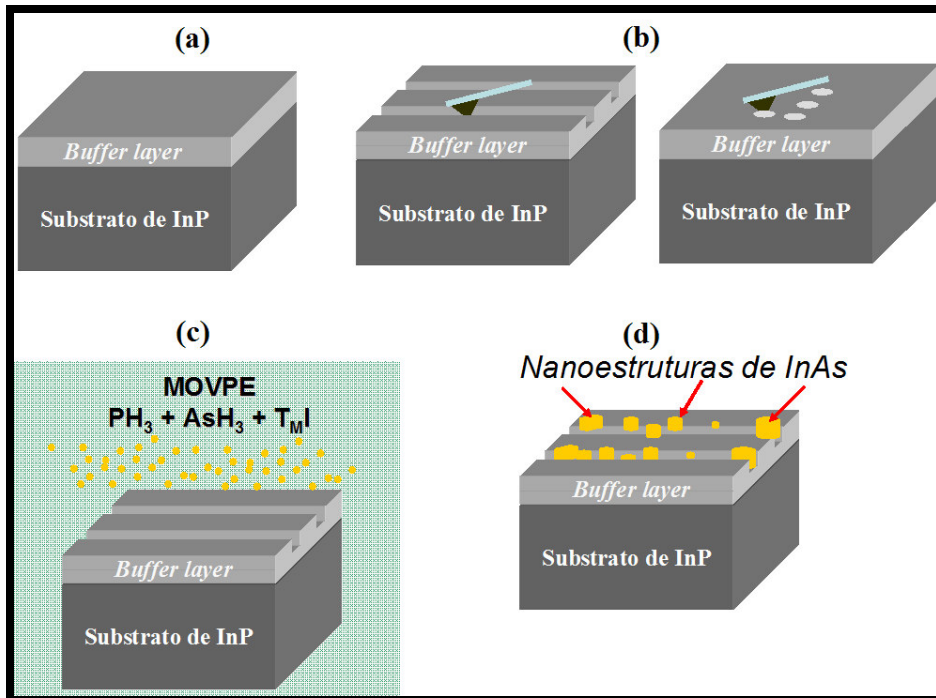 (a)
Buffer layer
Substrato de InP
(b)
Buffer layer
Substrato de InP
Buffer layer
Substrato de InP
(c)
MOVPE
PH₃ + AsH₃ + TMI
Buffer layer
Substrato de InP
(d)
Nanoestruturas de InAs
Buffer layer
Substrato de InP